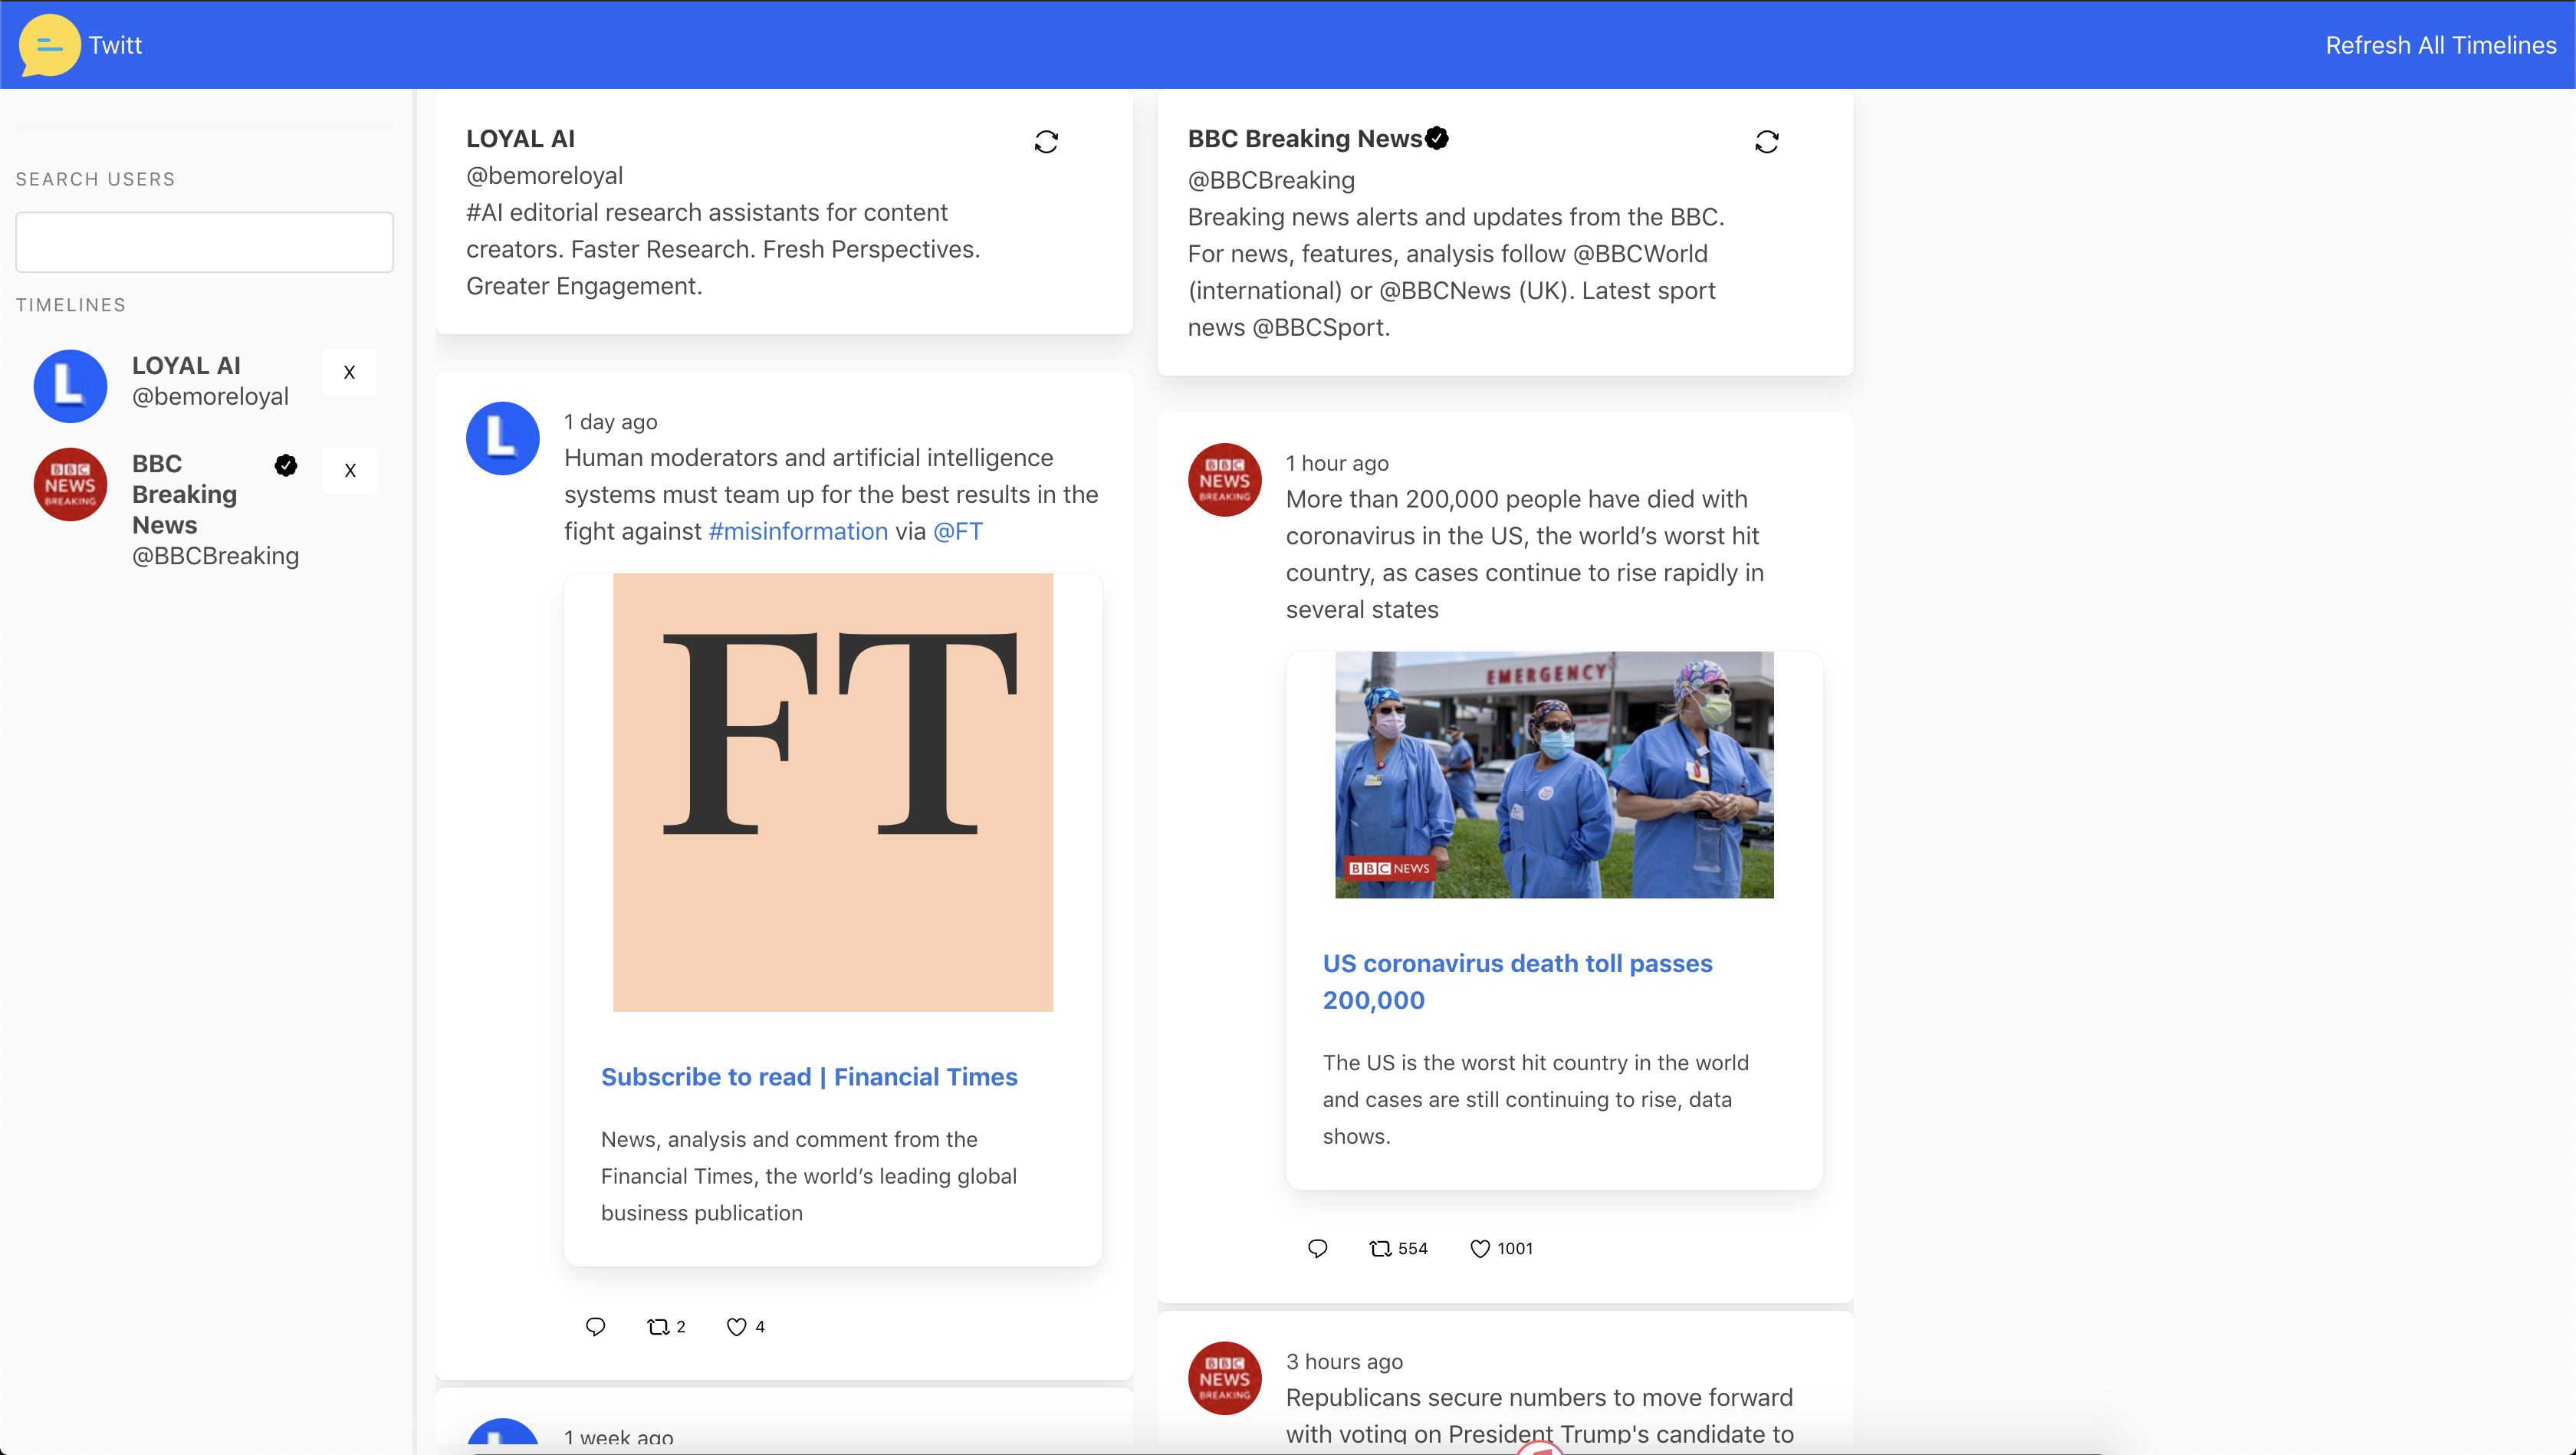 Twitt
Refresh All Timelines
SEARCH USERS
TIMELINES
L
LOYAL AI
@bemoreloyal
X
BBC
NEWS
BREAKING
BBC
Breaking
News
@BBCBreaking
X
LOYAL AI
@bemoreloyal
#AI editorial research assistants for content
creators. Faster Research. Fresh Perspectives.
Greater Engagement.
L
1 day ago
Human moderators and artificial intelligence
systems must team up for the best results in the
fight against #misinformation via @FT
FT
Subscribe to read | Financial Times
News, analysis and comment from the
Financial Times, the world’s leading global
business publication
2
4
L
1 week ago
BBC Breaking News
@BBCBreaking
Breaking news alerts and updates from the BBC.
For news, features, analysis follow @BBCWorld
(international) or @BBCNews (UK). Latest sport
news @BBCSport.
BBC
NEWS
BREAKING
1 hour ago
More than 200,000 people have died with
coronavirus in the US, the world’s worst hit
country, as cases continue to rise rapidly in
several states
EMERGENCY
BBC NEWS
US coronavirus death toll passes
200,000
The US is the worst hit country in the world
and cases are still continuing to rise, data
shows.
554
1001
BBC
NEWS
BREAKING
3 hours ago
Republicans secure numbers to move forward
with voting on President Trump's candidate to